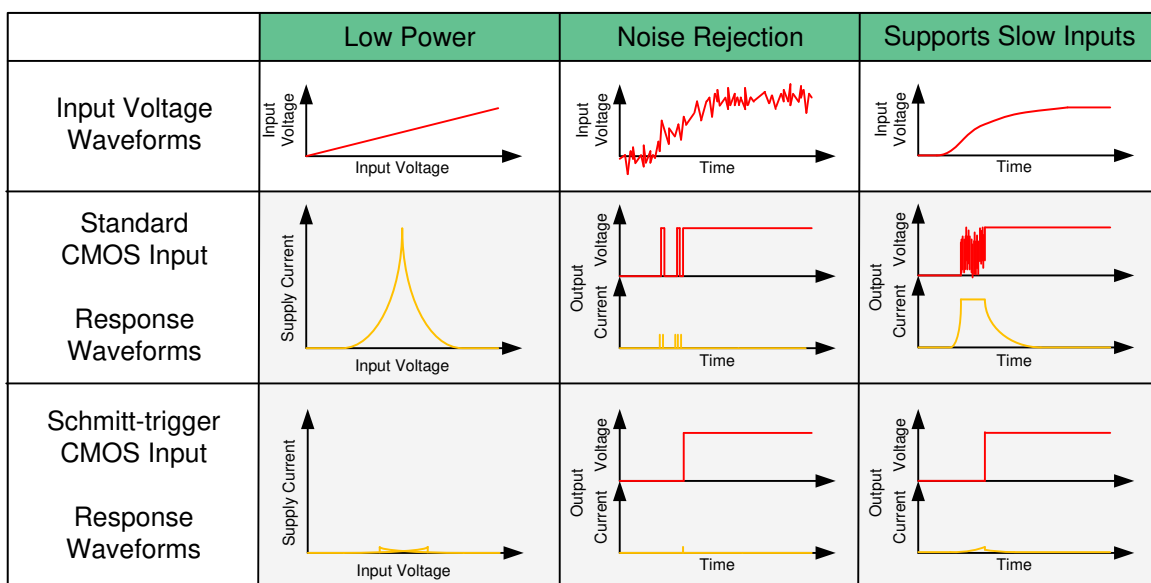 Low Power
Noise Rejection
Supports Slow Inputs
Input Voltage
Waveforms
Input
Voltage
Input Voltage
Input
Voltage
Time
Input
Voltage
Time
Standard
CMOS Input
Response
Waveforms
Supply Current
Input Voltage
Output
Voltage
Current
Time
Output
Voltage
Current
Time
Schmitt-trigger
CMOS Input
Response
Waveforms
Supply Current
Input Voltage
Output
Voltage
Current
Time
Output
Voltage
Current
Time